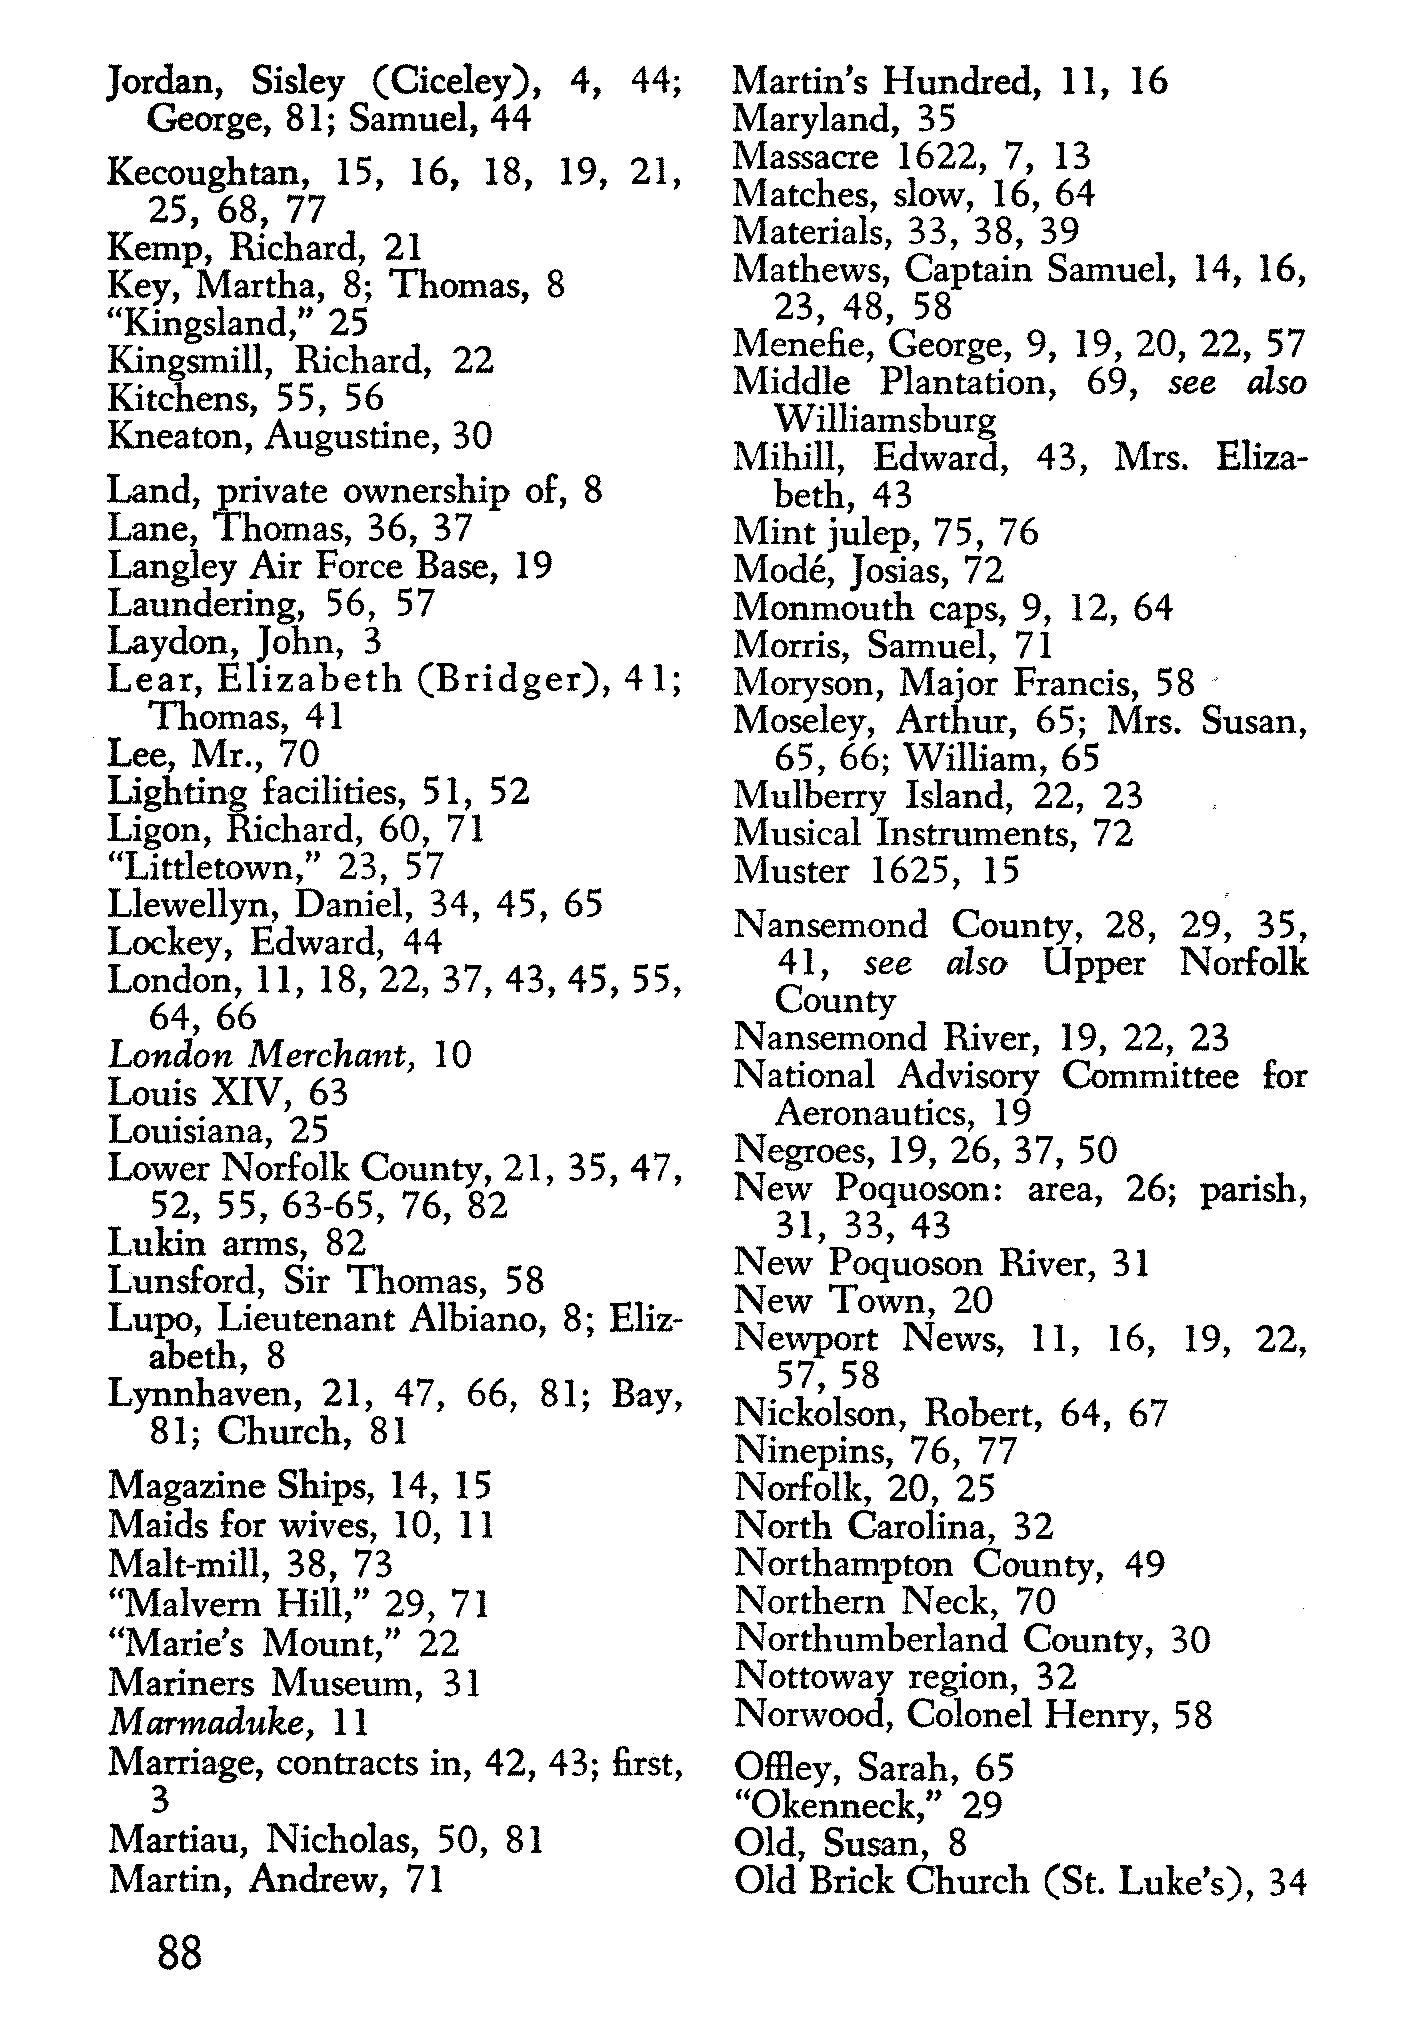 Jordan, Sisley (Ciceley), 4, 44;
George, 81; Samuel, 44
Kecoughtan, 15, 16, 18, 19, 21,
25, 68, 77
Kemp, Richard, 21
Key, Martha, 8; Thomas, 8
“Kingsland,” 25
Kingsmill, Richard, 22
Kitchens, 55, 56
Kneaton, Augustine, 30
Land, private ownership of, 8
Lane, Thomas, 36, 37
Langley Air Force Base, 19
Laundering, 56, 57
Laydon, John, 3
Lear, Elizabeth (Bridger), 41;
Thomas, 41
Lee, Mr., 70
Lighting facilities, 51, 52
Ligon, Richard, 60, 71
“Littletown,” 23, 57
Llewellyn, Daniel, 34, 45, 65
Lockey, Edward, 44
London, 11, 18, 22, 37, 43, 45, 55,
64, 66
London Merchant, 10
Louis XIV, 63
Louisiana, 25
Lower Norfolk County, 21, 35, 47,
52, 55, 63-65, 76, 82
Lukin arms, 82
Lunsford, Sir Thomas, 58
Lupo, Lieutenant Albiano, 8; Eliz-
abeth, 8
Lynnhaven, 21, 47, 66, 81; Bay,
81; Church, 81
Magazine Ships, 14, 15
Maids for wives, 10, 11
Malt-mill, 38, 73
“Malvern Hill,” 29, 71
“Marie's Mount,” 22
Mariners Museum, 31
Marmaduke, 11
Marriage, contracts in, 42, 43; first,
3
Martiau, Nicholas, 50, 81
Martin, Andrew, 71
Martin's Hundred, 11, 16
Maryland, 35
Massacre 1622, 7, 13
Matches, slow, 16, 64
Materials, 33, 38, 39
Mathews, Captain Samuel, 14, 16,
23, 48, 58
Menefie, George, 9, 19, 20, 22, 57
Middle Plantation, 69, see also
Williamsburg
Mihill, Edward, 43, Mrs. Eliza-
beth, 43
Mint julep, 75, 76
Modé, Josias, 72
Monmouth caps, 9, 12, 64
Morris, Samuel, 71
Moryson, Major Francis, 58
Moseley, Arthur, 65; Mrs. Susan,
65, 66; William, 65
Mulberry Island, 22, 23
Musical Instruments, 72
Muster 1625, 15
Nansemond County, 28, 29, 35,
41, see also Upper Norfolk
County
Nansemond River, 19, 22, 23
National Advisory Committee for
Aeronautics, 19
Negroes, 19, 26, 37, 50
New Poquoson: area, 26; parish,
31, 33, 43
New Poquoson River, 31
New Town, 20
Newport News, 11, 16, 19, 22,
57, 58
Nickolson, Robert, 64, 67
Ninepins, 76, 77
Norfolk, 20, 25
North Carolina, 32
Northampton County, 49
Northern Neck, 70
Northumberland County, 30
Nottoway region, 32
Norwood, Colonel Henry, 58
Offley, Sarah, 65
“Okenneck,” 29
Old, Susan, 8
Old Brick Church (St. Luke's), 34
88